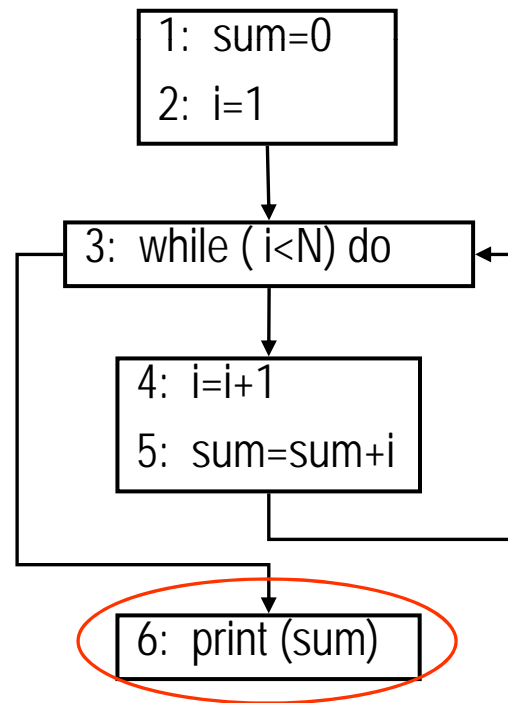 1: sum=0
2: i=1
3: while ( i<N) do
4: i=i+1
5: sum=sum+i
6: print (sum)